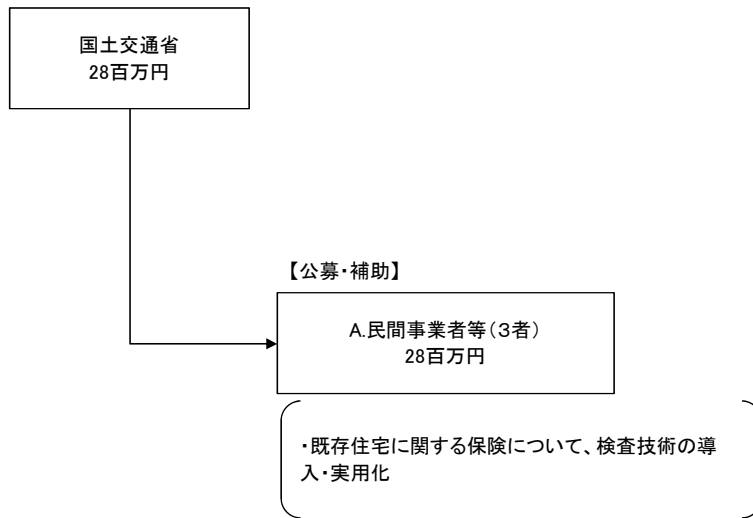 国土交通省
28百万円
【公募・補助】
A.民間事業者等(3者)
28百万円
・既存住宅に関する保険について、検査技術の導
入・実用化